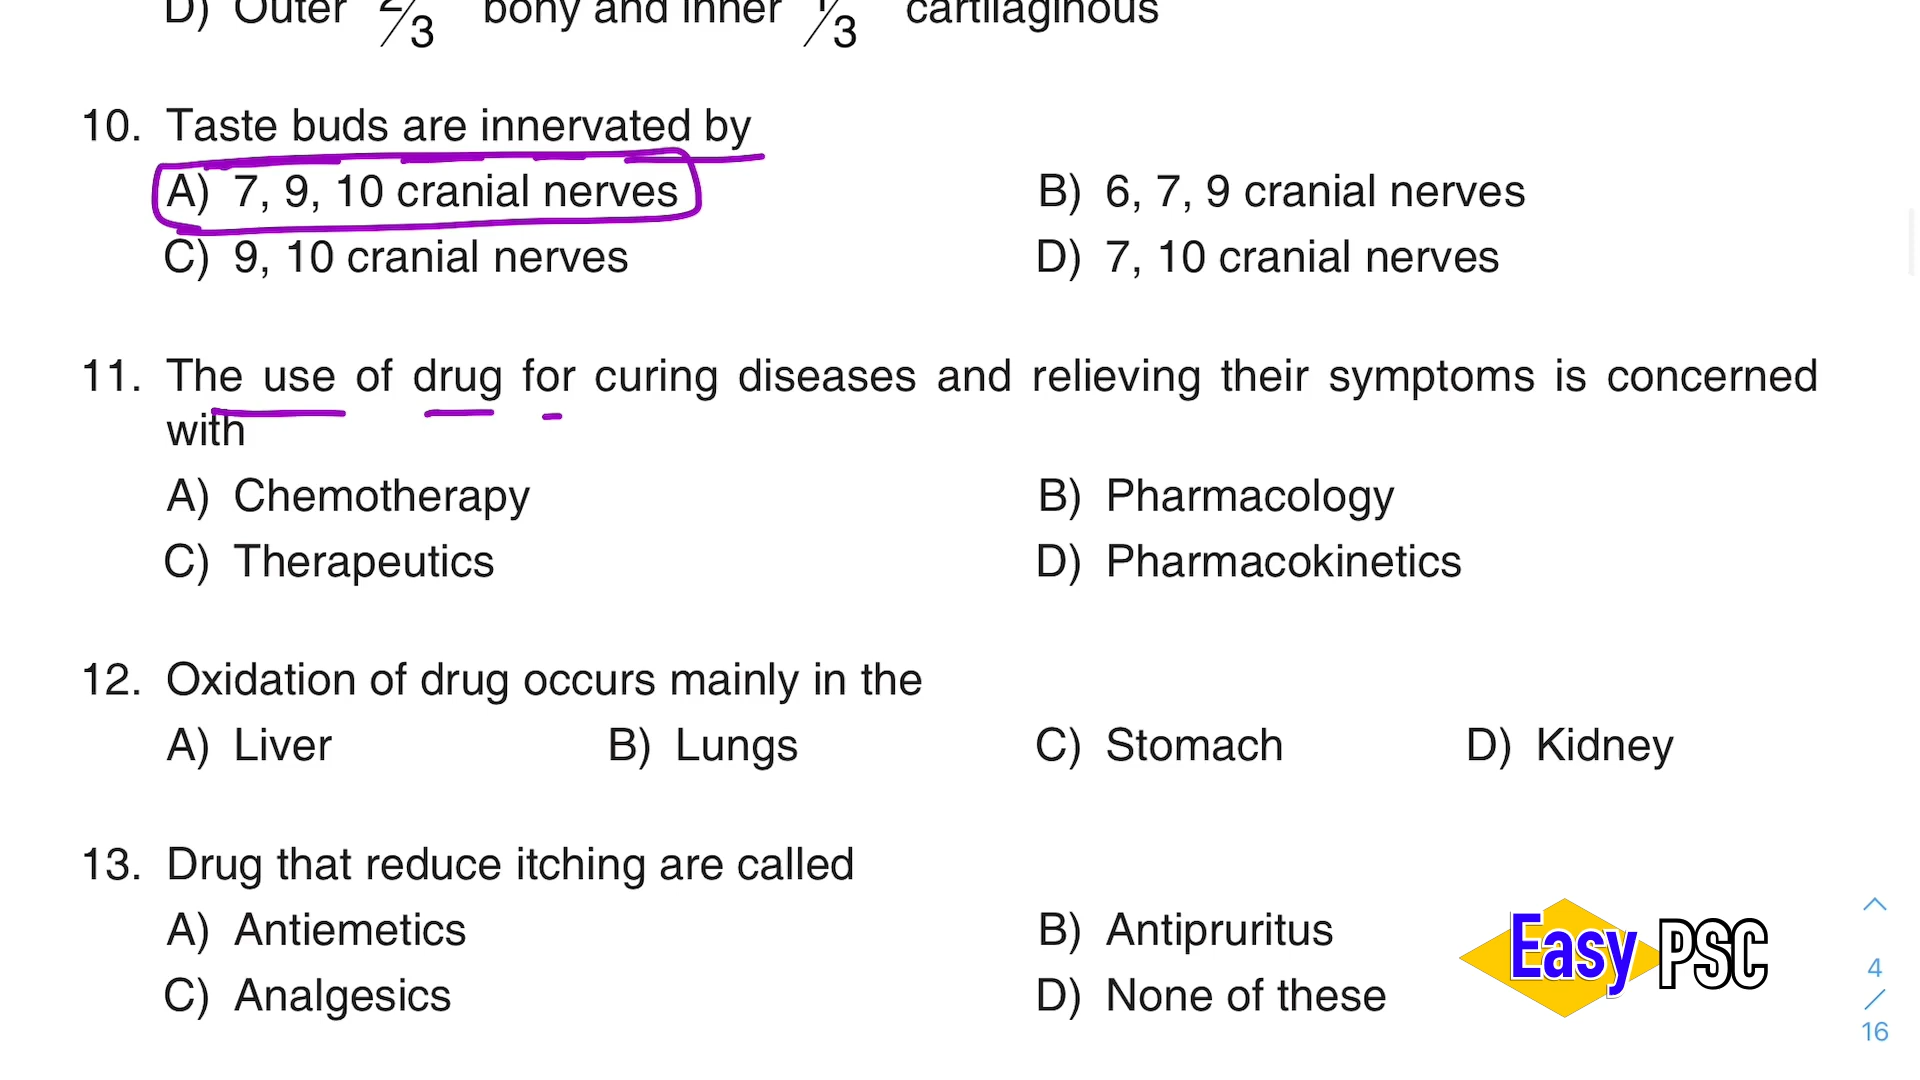 D) Outer 2/3 bony and inner 1/3 cartilaginous
10. Taste buds are innervated by
A) 7, 9, 10 cranial nerves B) 6, 7, 9 cranial nerves
C) 9, 10 cranial nerves D) 7, 10 cranial nerves
11. The use of drug for curing diseases and relieving their symptoms is concerned
with
A) Chemotherapy B) Pharmacology
C) Therapeutics D) Pharmacokinetics
12. Oxidation of drug occurs mainly in the
A) Liver B) Lungs C) Stomach D) Kidney
13. Drug that reduce itching are called
A) Antiemetics B) Antipruritus
C) Analgesics D) None of these
Easy PSC
4
/
16